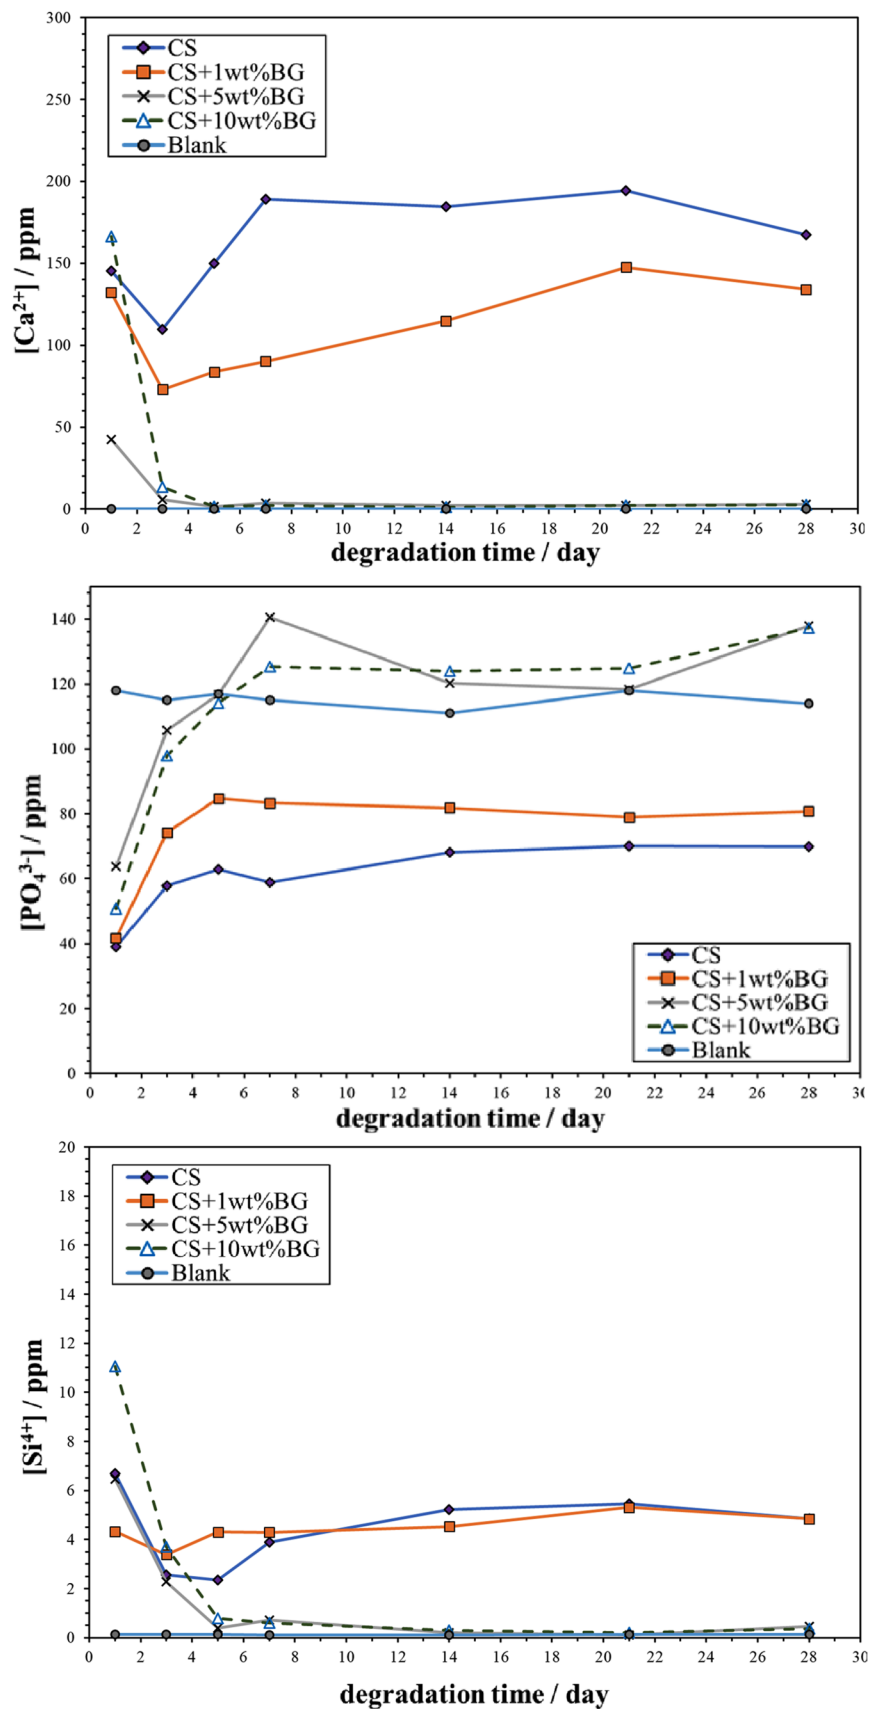 300
250
200
150
100
50
0
[Ca²⁺] / ppm
CS
CS+1wt%BG
CS+5wt%BG
CS+10wt%BG
Blank
0 2 4 6 8 10 12 14 16 18 20 22 24 26 28 30
degradation time / day
140
120
100
80
60
40
20
0
[PO₄³⁻] / ppm
CS
CS+1wt%BG
CS+5wt%BG
CS+10wt%BG
Blank
0 2 4 6 8 10 12 14 16 18 20 22 24 26 28 30
degradation time / day
20
18
16
14
12
10
8
6
4
2
0
[Si⁴⁺] / ppm
CS
CS+1wt%BG
CS+5wt%BG
CS+10wt%BG
Blank
0 2 4 6 8 10 12 14 16 18 20 22 24 26 28 30
degradation time / day